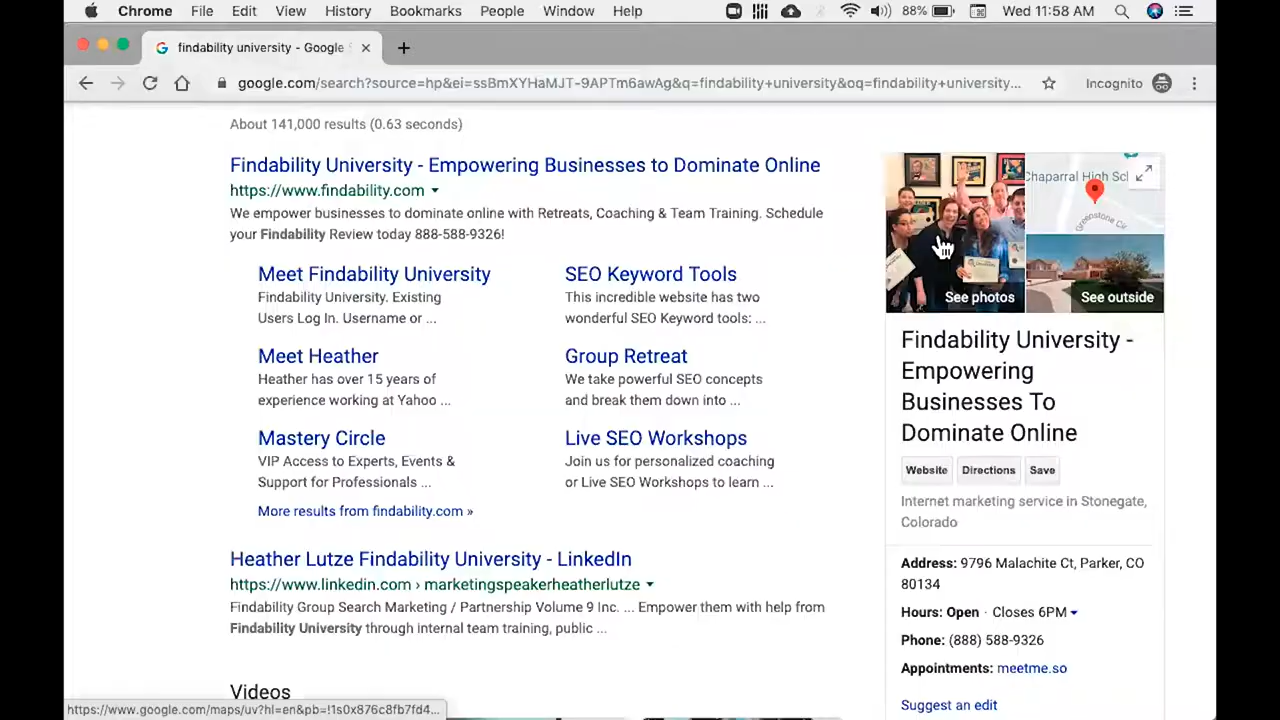 Chrome File Edit View History Bookmarks People Window Help 88% Wed 11:58 AM
findability university - Google
google.com/search?source=hp&ei=ssBmXYHaMJT-9APTm6awAg&q=findability+university&oq=findability+university... Incognito
About 141,000 results (0.63 seconds)
Findability University - Empowering Businesses to Dominate Online
https://www.findability.com
We empower businesses to dominate online with Retreats, Coaching & Team Training. Schedule
your Findability Review today 888-588-9326!
Meet Findability University
Findability University. Existing
Users Log In. Username or ...
SEO Keyword Tools
This incredible website has two
wonderful SEO Keyword tools: ...
Meet Heather
Heather has over 15 years of
experience working at Yahoo ...
Group Retreat
We take powerful SEO concepts
and break them down into ...
Mastery Circle
VIP Access to Experts, Events &
Support for Professionals ...
Live SEO Workshops
Join us for personalized coaching
or Live SEO Workshops to learn ...
More results from findability.com »
Heather Lutze Findability University - LinkedIn
https://www.linkedin.com › marketingspeakerheatherlutze
Findability Group Search Marketing / Partnership Volume 9 Inc. ... Empower them with help from
Findability University through internal team training, public ...
Videos
https://www.google.com/maps/uv?hl=en&pb=!1s0x876c8fb7fd4...
Chaparral High Sc
Greenstone Cir
See photos
See outside
Findability University -
Empowering
Businesses To
Dominate Online
Website Directions Save
Internet marketing service in Stonegate,
Colorado
Address: 9796 Malachite Ct, Parker, CO
80134
Hours: Open · Closes 6PM
Phone: (888) 588-9326
Appointments: meetme.so
Suggest an edit